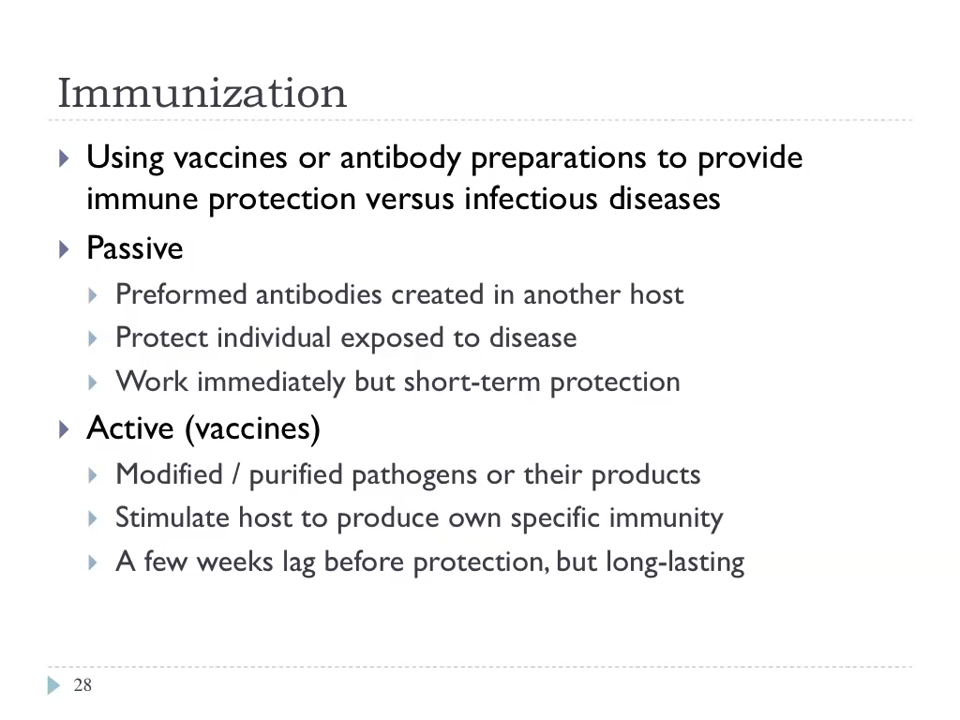 Immunization
Using vaccines or antibody preparations to provide
immune protection versus infectious diseases
Passive
Preformed antibodies created in another host
Protect individual exposed to disease
Work immediately but short-term protection
Active (vaccines)
Modified / purified pathogens or their products
Stimulate host to produce own specific immunity
A few weeks lag before protection, but long-lasting
28